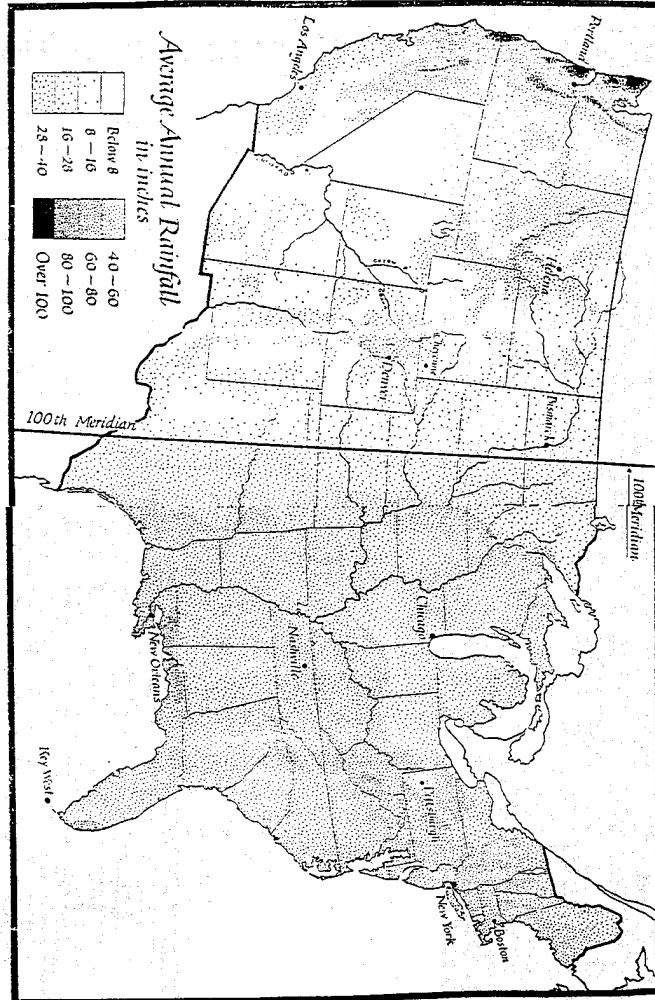 Average Annual Rainfall
in inches
Below 8
8–16
16–28
28–40
40–60
60–80
80–100
Over 100
Portland
Los Angeles
Helena
Cheyenne
Denver
Bismarck
100th Meridian
100th Meridian
Chicago
Nashville
New Orleans
Key West
Pittsburgh
New York
Boston